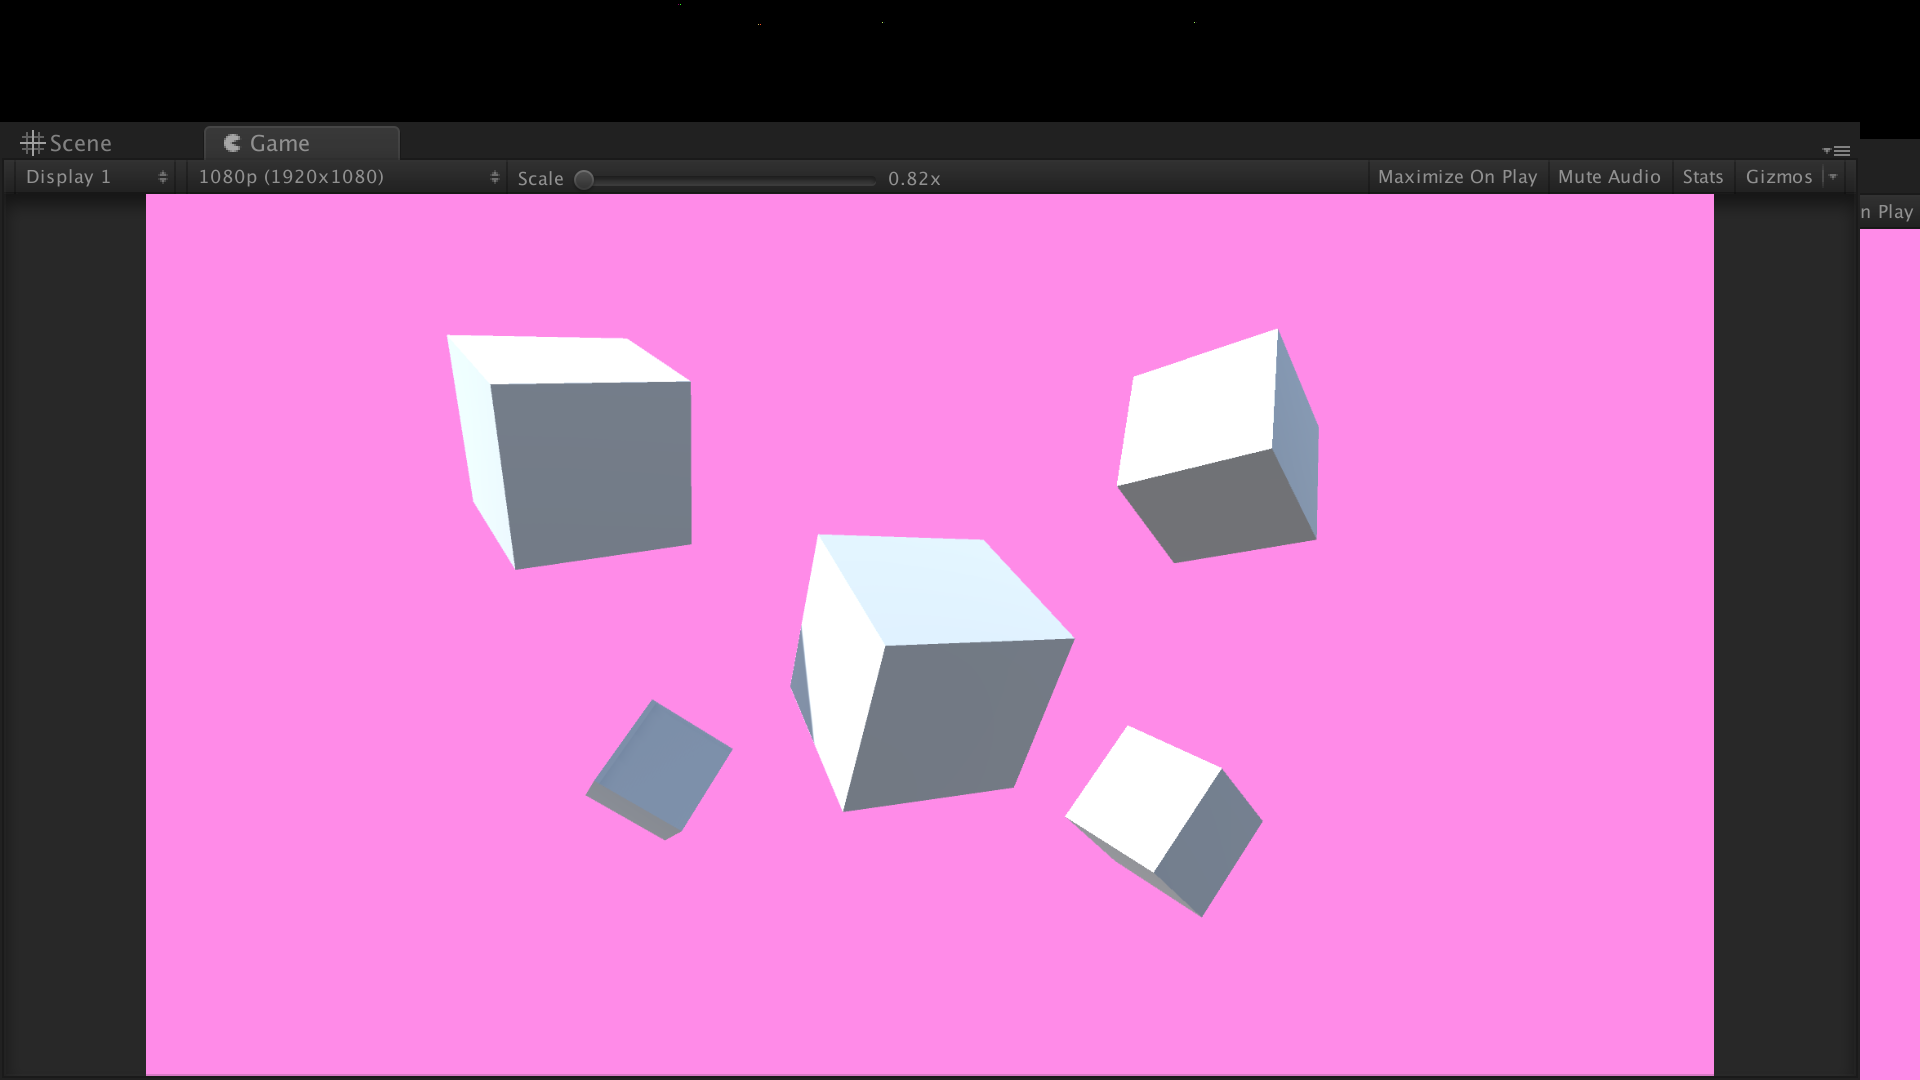 Scene Game
Display 1 1080p (1920x1080) Scale 0.82x Maximize On Play Mute Audio Stats Gizmos
n Play